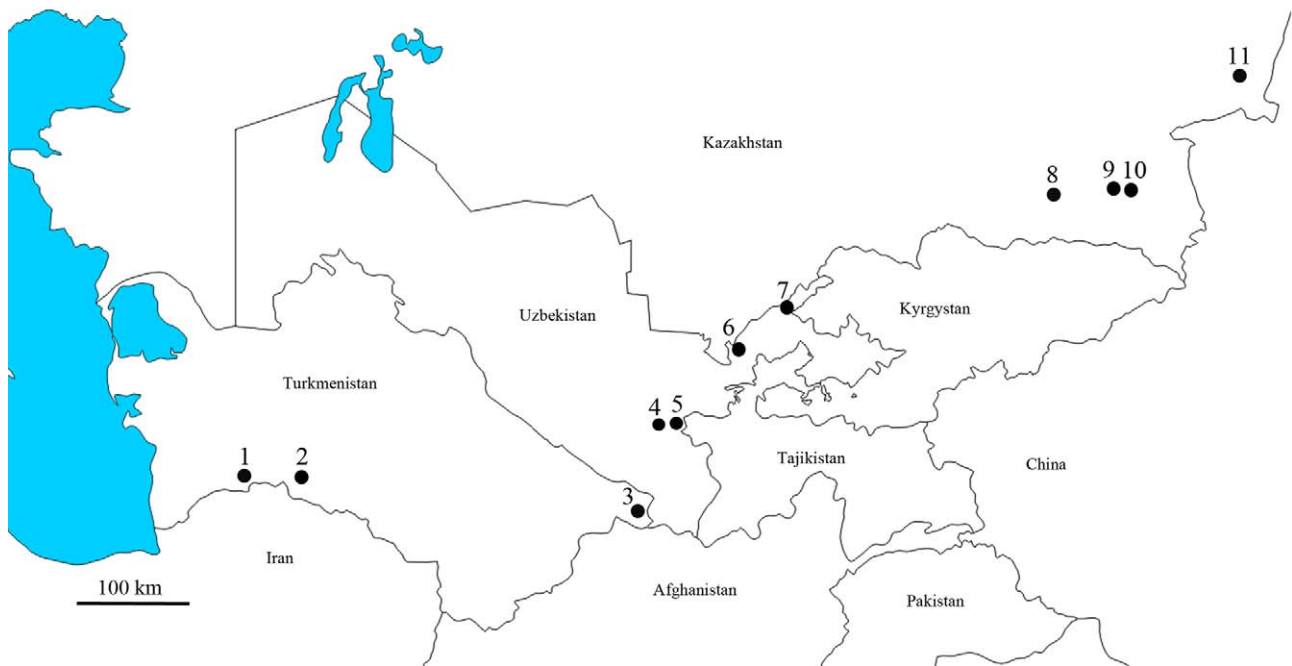 11
Kazakhstan
8
9 10
7
Kyrgystan
Uzbekistan
6
Turkmenistan
4 5
Tajikistan
China
1
2
3
Iran
100 km
Afghanistan
Pakistan